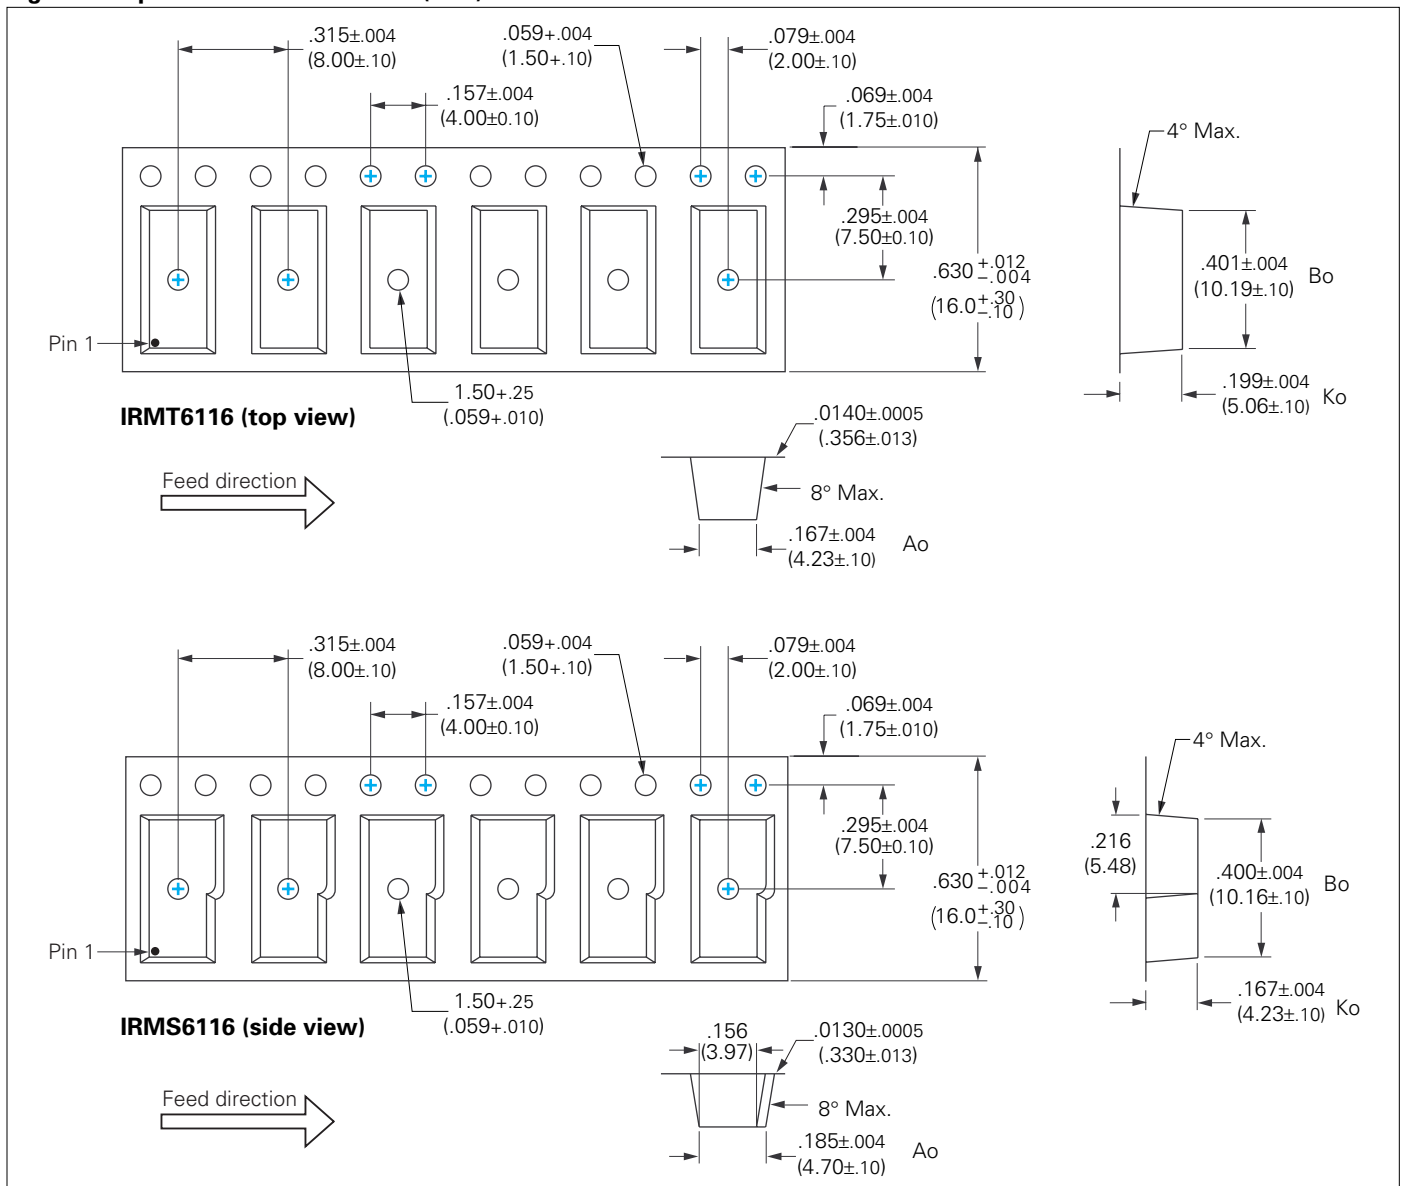 .315±.004
(8.00±.10)
.059+.004
(1.50+.10)
.079±.004
(2.00±.10)
.157±.004
(4.00±0.10)
.069±.004
(1.75±.010)
4° Max.
.295±.004
(7.50±0.10)
.630 +.012 –.004
(16.0 +.30 –.10 )
.401±.004
(10.19±.10)
Bo
Pin 1
1.50+.25
(.059+.010)
.199±.004
(5.06±.10)
Ko
IRMT6116 (top view)
.0140±.0005
(.356±.013)
Feed direction
8° Max.
.167±.004
(4.23±.10)
Ao
.315±.004
(8.00±.10)
.059+.004
(1.50+.10)
.079±.004
(2.00±.10)
.157±.004
(4.00±0.10)
.069±.004
(1.75±.010)
4° Max.
.295±.004
(7.50±0.10)
.216
(5.48)
.630 +.012 –.004
(16.0 +.30 –.10 )
.400±.004
(10.16±.10)
Bo
Pin 1
1.50+.25
(.059+.010)
.167±.004
(4.23±.10)
Ko
IRMS6116 (side view)
.156
(3.97)
.0130±.0005
(.330±.013)
Feed direction
8° Max.
.185±.004
(4.70±.10)
Ao